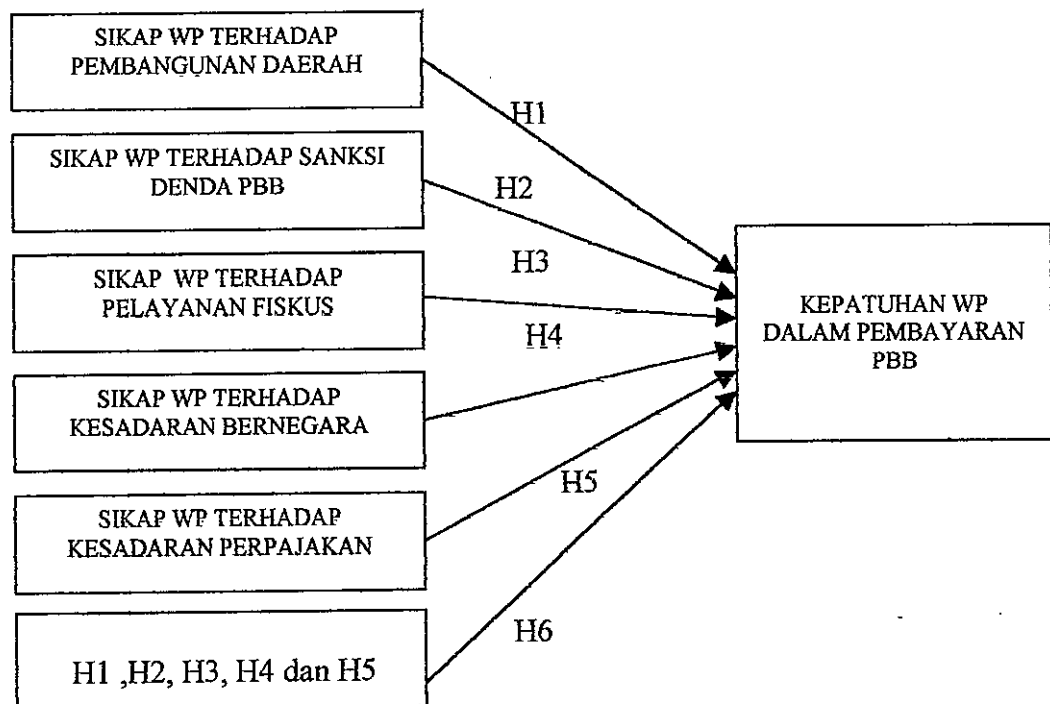 SIKAP WP TERHADAP
PEMBANGUNAN DAERAH
H1
SIKAP WP TERHADAP SANKSI
DENDA PBB
H2
SIKAP WP TERHADAP
PELAYANAN FISKUS
H3
H4
SIKAP WP TERHADAP
KESADARAN BERNEGARA
SIKAP WP TERHADAP
KESADARAN PERPAJAKAN
H5
H1 ,H2, H3, H4 dan H5
H6
KEPATUHAN WP
DALAM PEMBAYARAN
PBB